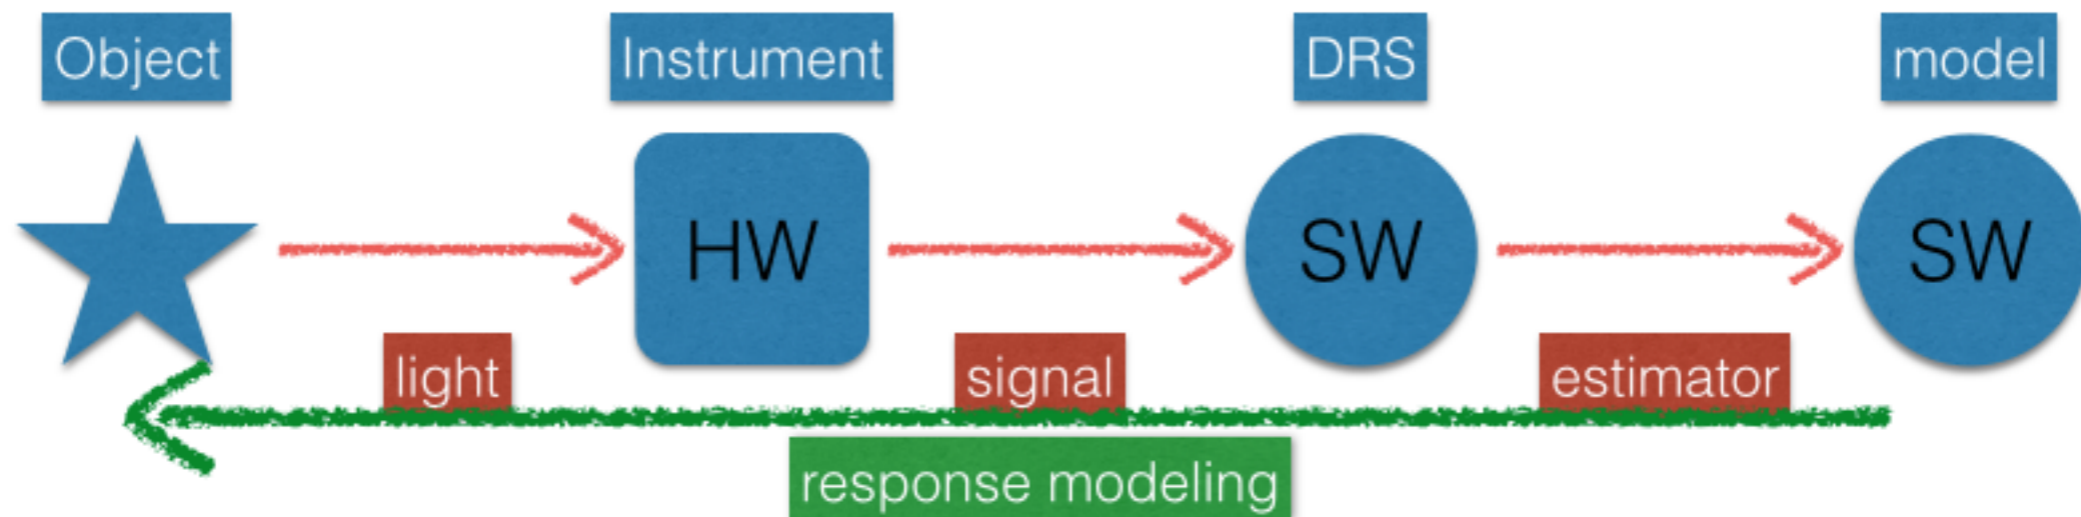 Object
Instrument
DRS
model
HW
SW
SW
light
signal
estimator
response modeling